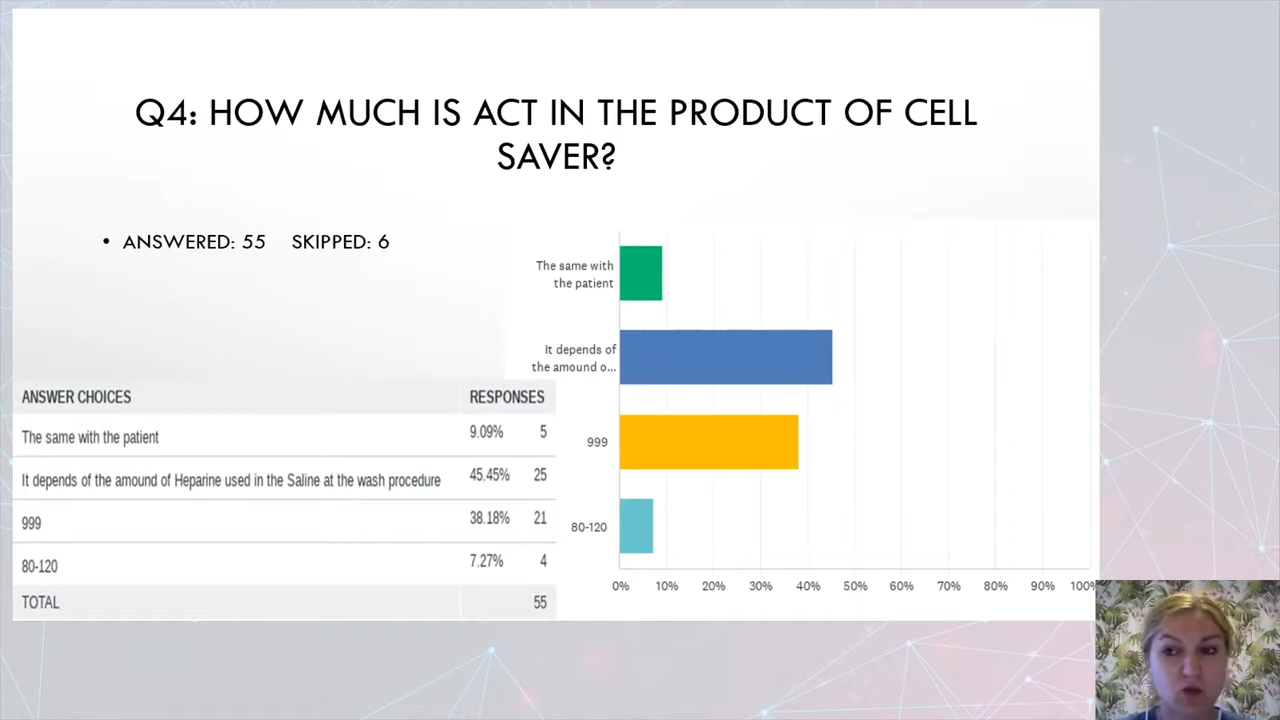 Q4: HOW MUCH IS ACT IN THE PRODUCT OF CELL
SAVER?
• ANSWERED: 55 SKIPPED: 6
ANSWER CHOICES RESPONSES
The same with the patient 9.09% 5
It depends of the amound of Heparine used in the Saline at the wash procedure 45.45% 25
999 38.18% 21
80-120 7.27% 4
TOTAL 55
The same with
the patient
It depends of
the amound o...
999
80-120
0% 10% 20% 30% 40% 50% 60% 70% 80% 90% 100%